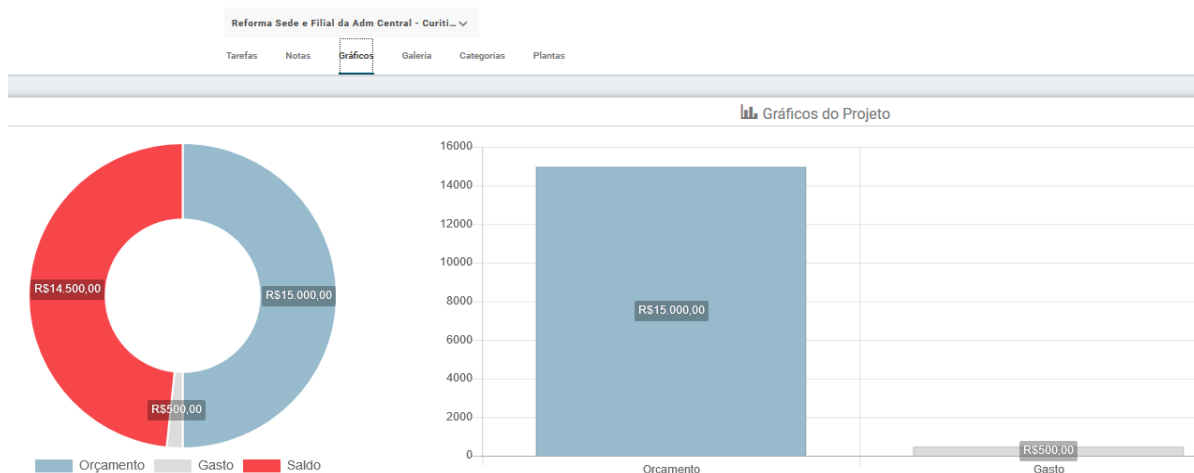 Reforma Sede e Filial da Adm Central - Curiti...
Tarefas Notas Gráficos Galeria Categorias Plantas
Gráficos do Projeto
R$14.500,00
R$15.000,00
R$500,00
Orçamento Gasto Saldo
16000
14000
12000
10000
8000
6000
4000
2000
0
R$15.000,00
R$500,00
Orçamento Gasto